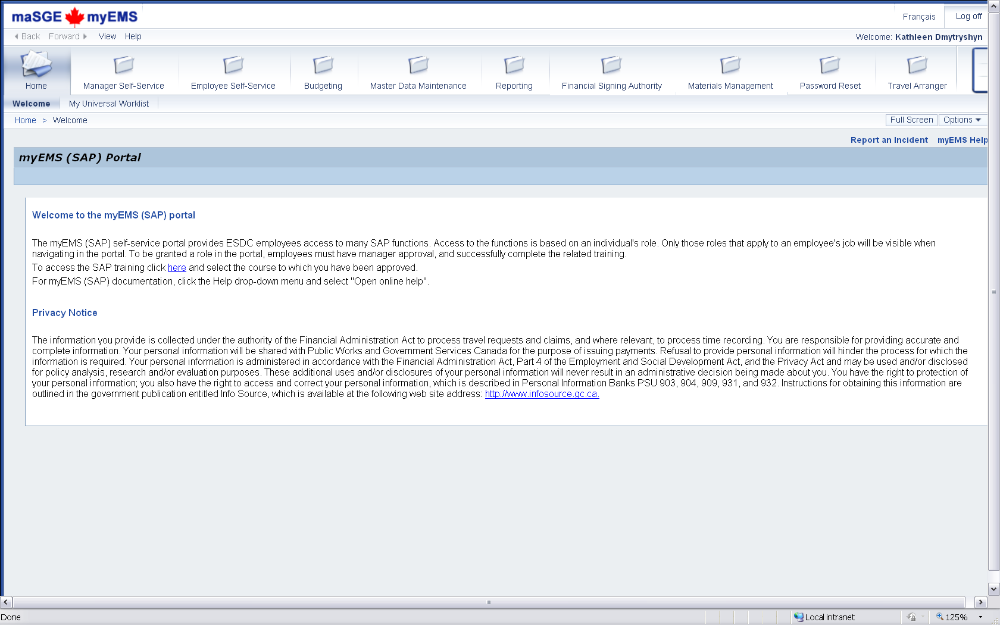 maSGE myEMS
Français
Log off
Back Forward View Help
Welcome: Kathleen Dmytryshyn
Home
Manager Self-Service
Employee Self-Service
Budgeting
Master Data Maintenance
Reporting
Financial Signing Authority
Materials Management
Password Reset
Travel Arranger
Welcome
My Universal Worklist
Home > Welcome
Full Screen
Options
Report an Incident
myEMS Help
myEMS (SAP) Portal
Welcome to the myEMS (SAP) portal
The myEMS (SAP) self-service portal provides ESDC employees access to many SAP functions. Access to the functions is based on an individual's role. Only those roles that apply to an employee's job will be visible when
navigating in the portal. To be granted a role in the portal, employees must have manager approval, and successfully complete the related training.
To access the SAP training click here and select the course to which you have been approved.
For myEMS (SAP) documentation, click the Help drop-down menu and select "Open online help".
Privacy Notice
The information you provide is collected under the authority of the Financial Administration Act to process travel requests and claims, and where relevant, to process time recording. You are responsible for providing accurate and
complete information. Your personal information will be shared with Public Works and Government Services Canada for the purpose of issuing payments. Refusal to provide personal information will hinder the process for which the
information is required. Your personal information is administered in accordance with the Financial Administration Act, Part 4 of the Employment and Social Development Act, and the Privacy Act and may be used and/or disclosed
for policy analysis, research and/or evaluation purposes. These additional uses and/or disclosures of your personal information will never result in an administrative decision being made about you. You have the right to protection of
your personal information; you also have the right to access and correct your personal information, which is described in Personal Information Banks PSU 903, 904, 909, 931, and 932. Instructions for obtaining this information are
outlined in the government publication entitled Info Source, which is available at the following web site address: http://www.infosource.gc.ca.
Done
Local intranet
125%